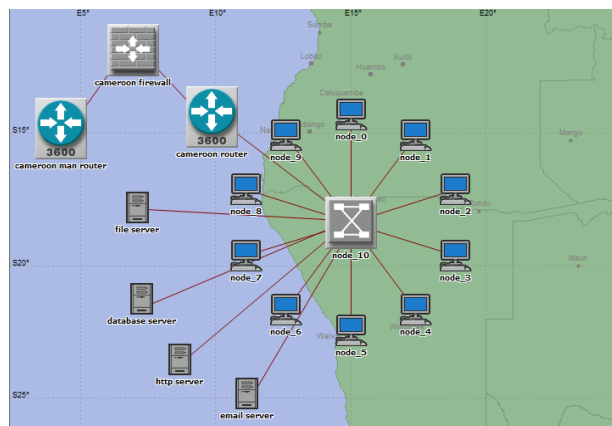 E5° E10° E15° E20°
Sumbe
Lobito
Huambo
Kuito
cameroon firewall
Caluquembe
3600
cameroon router
3600
cameroon man router
S15°
node_0
node_9
node_1
Mongu
node_8
node_2
file server
node_10
node_7
node_3
Maun
S20°
database server
node_6
node_4
node_5
http server
S25°
email server